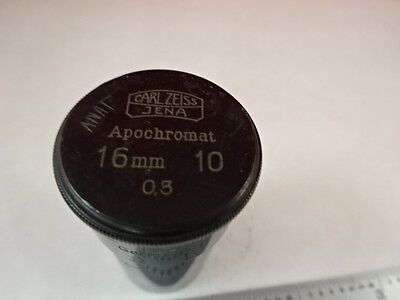 CARL ZEISS
JENA
Apochromat
16mm 10
0,3